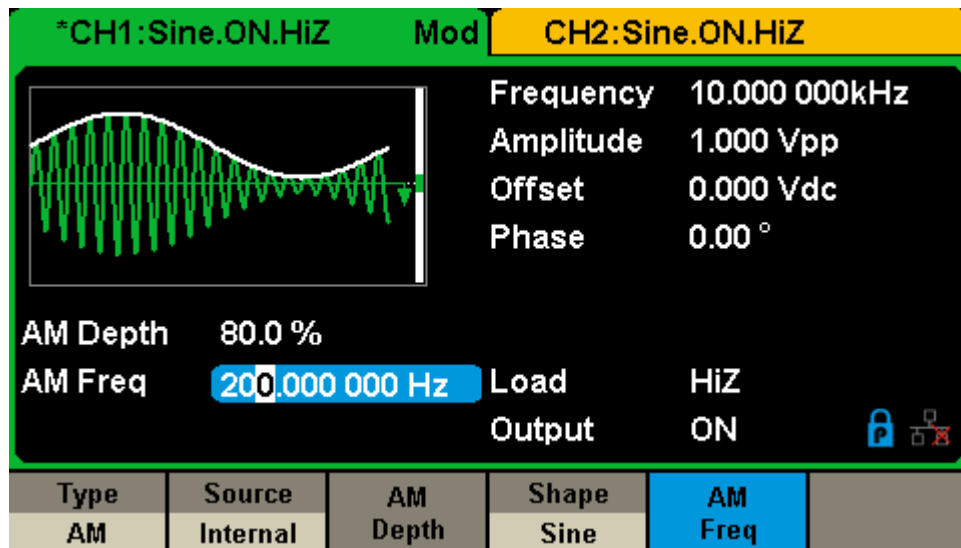 *CH1:Sine.ON.HiZ Mod CH2:Sine.ON.HiZ
Frequency 10.000 000kHz
Amplitude 1.000 Vpp
Offset 0.000 Vdc
Phase 0.00 °
AM Depth 80.0 %
AM Freq 200.000 000 Hz Load HiZ
Output ON P
Type Source AM Shape AM
AM Internal Depth Sine Freq